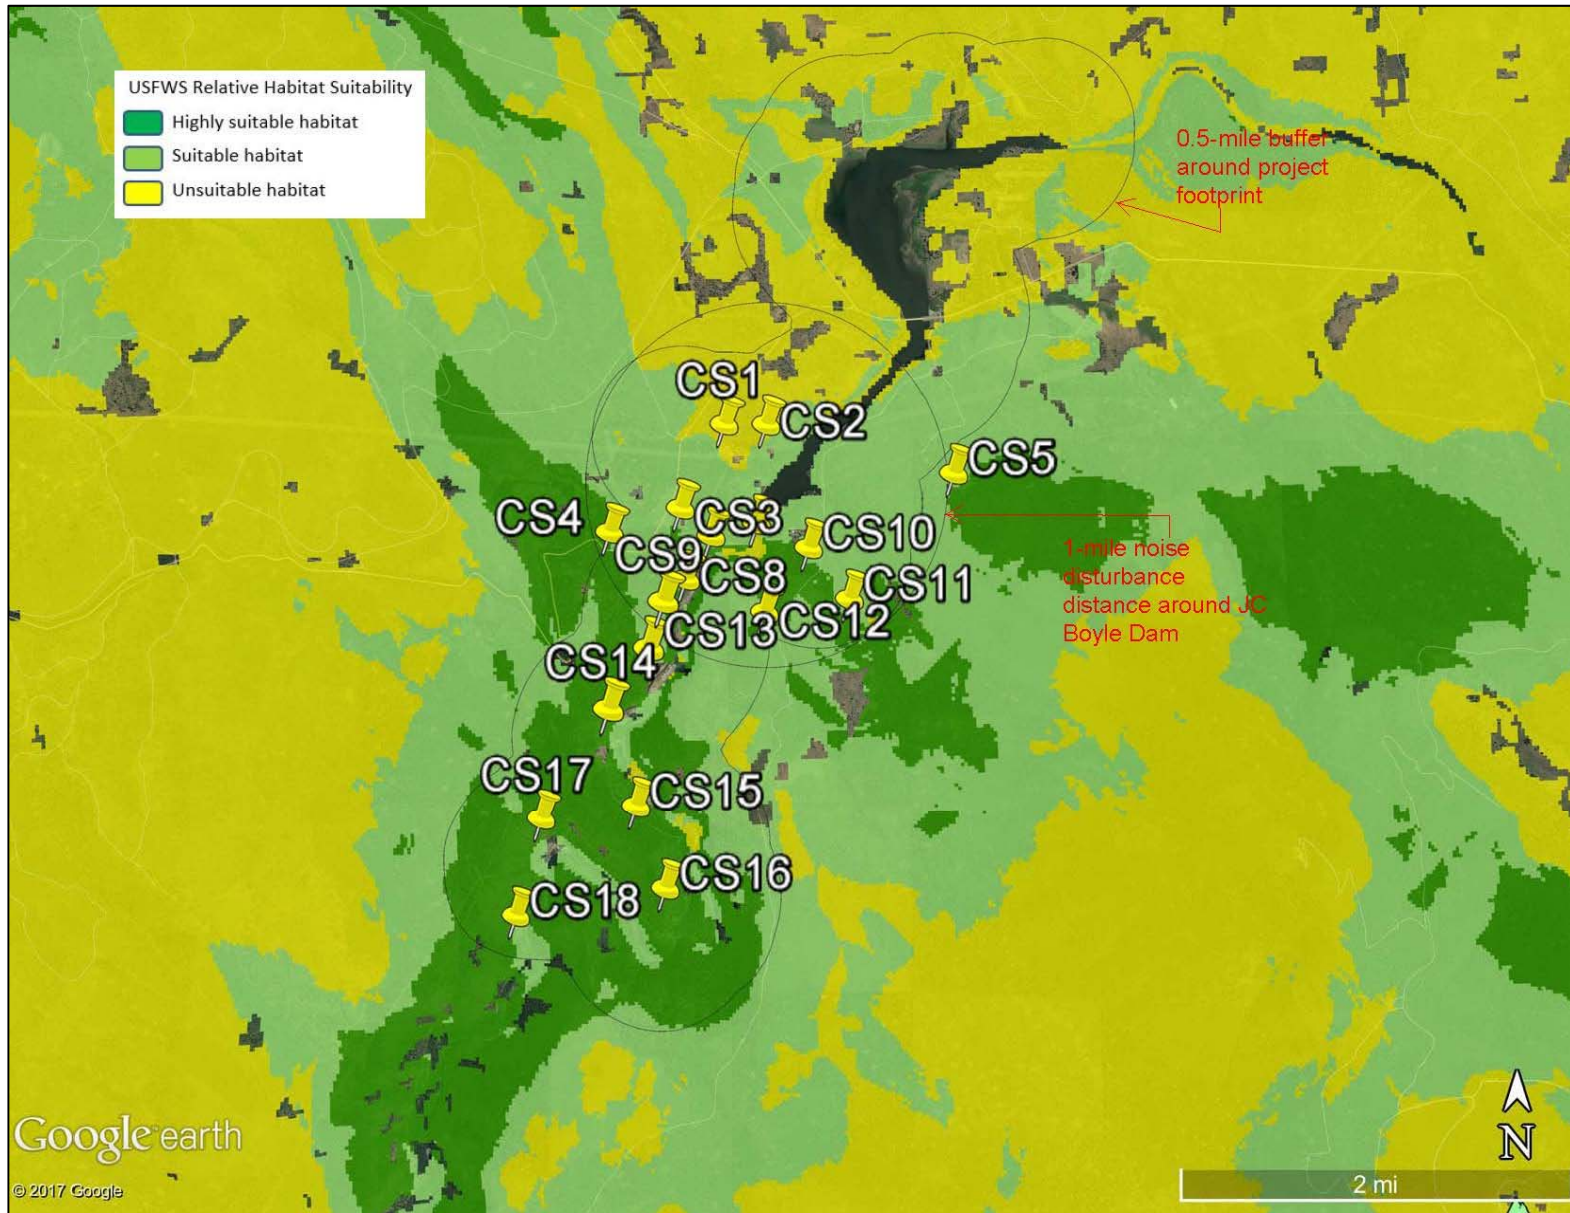 USFWS Relative Habitat Suitability
Highly suitable habitat
Suitable habitat
Unsuitable habitat
0.5-mile buffer
around project
footprint
CS1
CS2
CS5
CS4
CS3
CS10
CS9
CS8
CS11
CS12
CS13
CS14
1-mile noise
disturbance
distance around JC
Boyle Dam
CS17
CS15
CS16
CS18
Google earth
© 2017 Google
N
2 mi